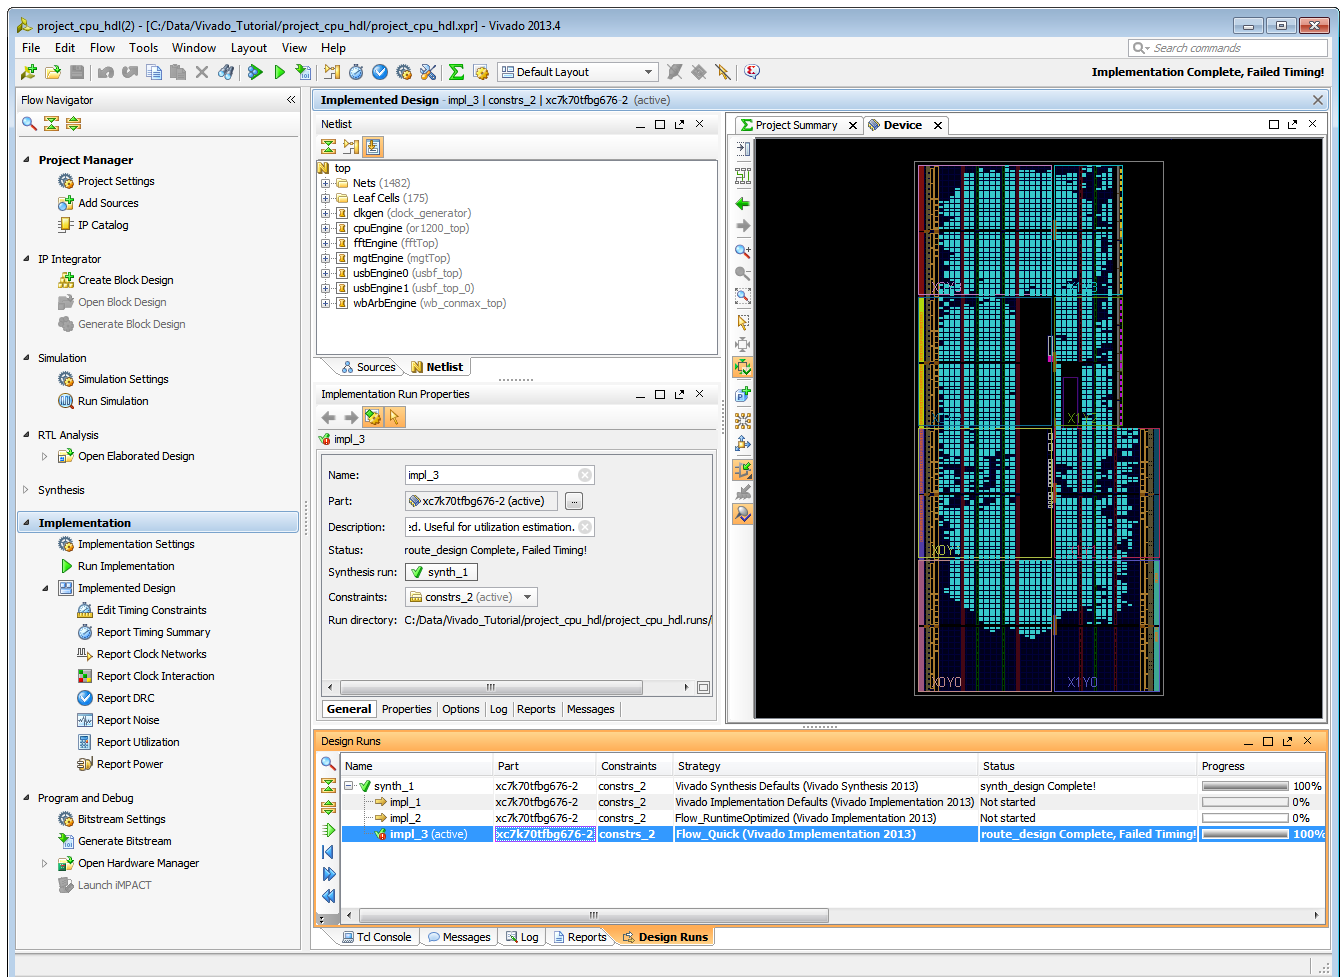 project_cpu_hdl(2) - [C:/Data/Vivado_Tutorial/project_cpu_hdl/project_cpu_hdl.xpr] - Vivado 2013.4
File Edit Flow Tools Window Layout View Help
Search commands
Default Layout
Implementation Complete, Failed Timing!
Flow Navigator
Project Manager
Project Settings
Add Sources
IP Catalog
IP Integrator
Create Block Design
Open Block Design
Generate Block Design
Simulation
Simulation Settings
Run Simulation
RTL Analysis
Open Elaborated Design
Synthesis
Implementation
Implementation Settings
Run Implementation
Implemented Design
Edit Timing Constraints
Report Timing Summary
Report Clock Networks
Report Clock Interaction
Report DRC
Report Noise
Report Utilization
Report Power
Program and Debug
Bitstream Settings
Generate Bitstream
Open Hardware Manager
Launch iMPACT
Implemented Design - impl_3 | constrs_2 | xc7k70tfbg676-2 (active)
Netlist
top
Nets (1482)
Leaf Cells (175)
clkgen (clock_generator)
cpuEngine (or1200_top)
fftEngine (fftTop)
mgtEngine (mgtTop)
usbEngine0 (usbf_top)
usbEngine1 (usbf_top_0)
wbArbEngine (wb_conmax_top)
Sources Netlist
Implementation Run Properties
impl_3
Name: impl_3
Part: xc7k70tfbg676-2 (active) ...
Description: :d. Useful for utilization estimation.
Status: route_design Complete, Failed Timing!
Synthesis run: synth_1
Constraints: constrs_2 (active)
Run directory: C:/Data/Vivado_Tutorial/project_cpu_hdl/project_cpu_hdl.runs/
General Properties Options Log Reports Messages
Project Summary Device
X0Y0 X1Y0
Design Runs
Name Part Constraints Strategy Status Progress
synth_1 xc7k70tfbg676-2 constrs_2 Vivado Synthesis Defaults (Vivado Synthesis 2013) synth_design Complete! 100%
impl_1 xc7k70tfbg676-2 constrs_2 Vivado Implementation Defaults (Vivado Implementation 2013) Not started 0%
impl_2 xc7k70tfbg676-2 constrs_2 Flow_RuntimeOptimized (Vivado Implementation 2013) Not started 0%
impl_3 (active) xc7k70tfbg676-2 constrs_2 Flow_Quick (Vivado Implementation 2013) route_design Complete, Failed Timing! 100%
Tcl Console Messages Log Reports Design Runs